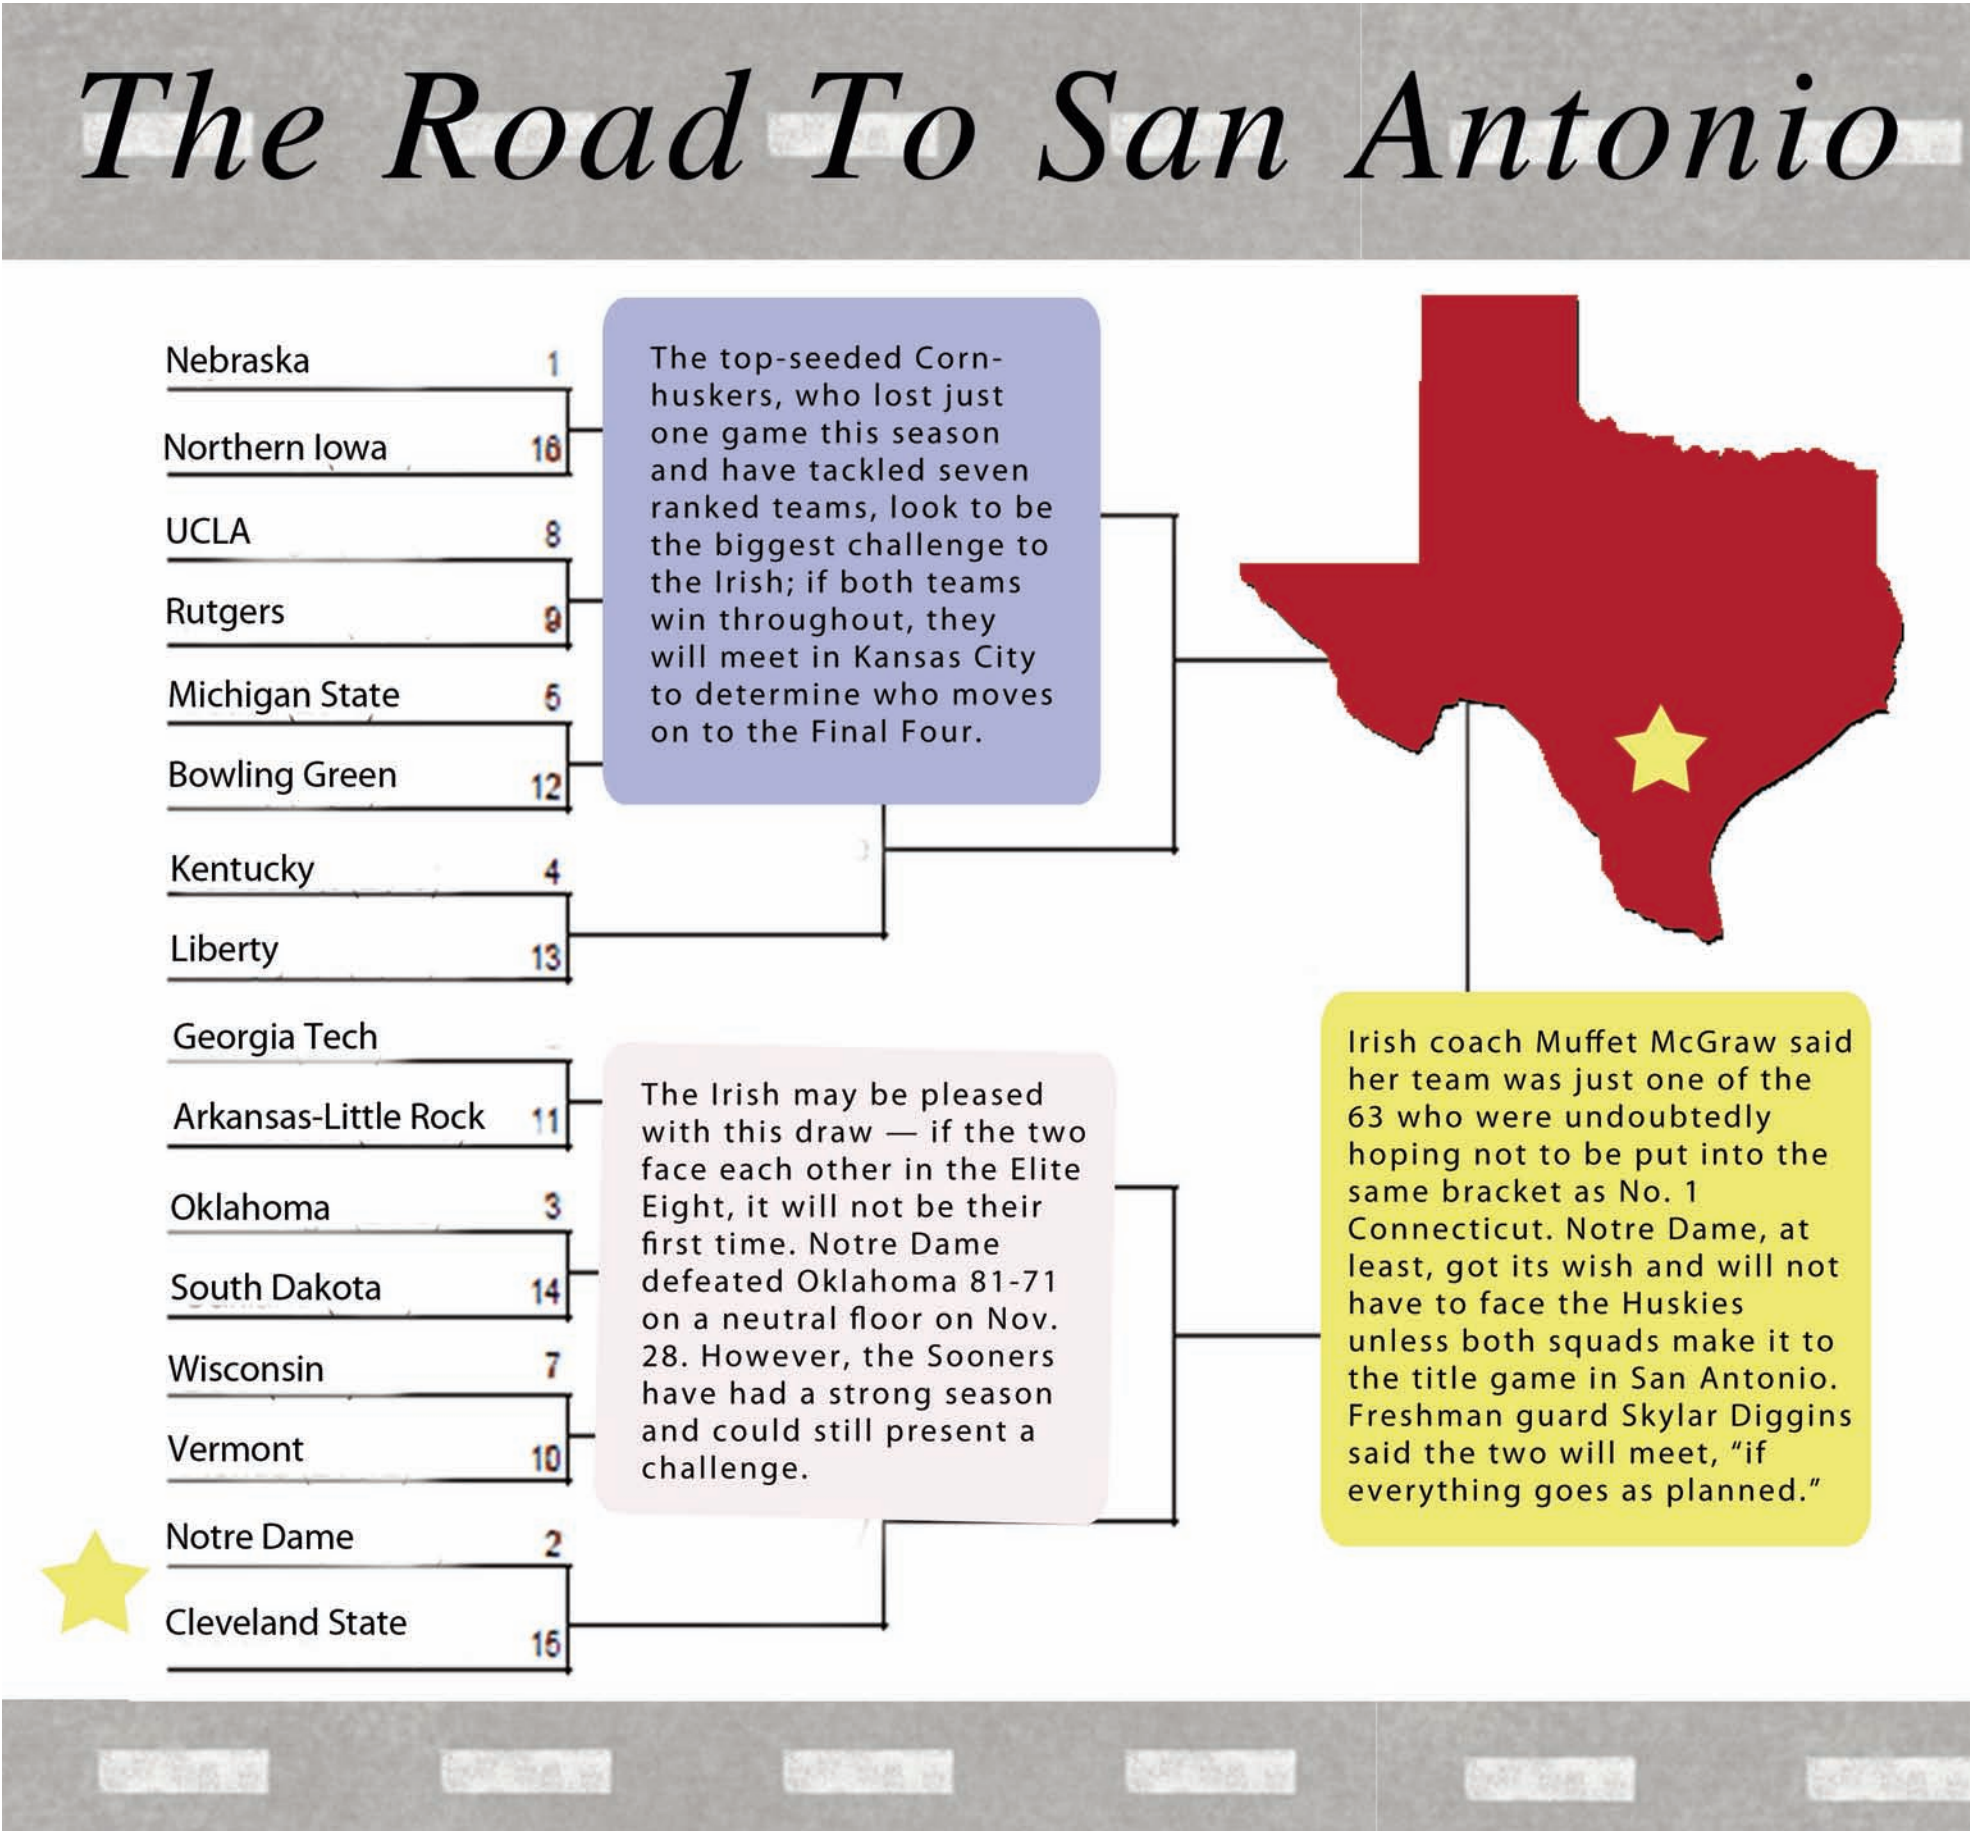 The Road To San Antonio
Nebraska 1
Northern Iowa 16
UCLA 8
Rutgers 9
Michigan State 5
Bowling Green 12
Kentucky 4
Liberty 13
Georgia Tech
Arkansas-Little Rock 11
Oklahoma 3
South Dakota 14
Wisconsin 7
Vermont 10
Notre Dame 2
Cleveland State 15
The top-seeded Corn-
huskers, who lost just
one game this season
and have tackled seven
ranked teams, look to be
the biggest challenge to
the Irish; if both teams
win throughout, they
will meet in Kansas City
to determine who moves
on to the Final Four.
The Irish may be pleased
with this draw — if the two
face each other in the Elite
Eight, it will not be their
first time. Notre Dame
defeated Oklahoma 81-71
on a neutral floor on Nov.
28. However, the Sooners
have had a strong season
and could still present a
challenge.
Irish coach Muffet McGraw said
her team was just one of the
63 who were undoubtedly
hoping not to be put into the
same bracket as No. 1
Connecticut. Notre Dame, at
least, got its wish and will not
have to face the Huskies
unless both squads make it to
the title game in San Antonio.
Freshman guard Skylar Diggins
said the two will meet, “if
everything goes as planned.”